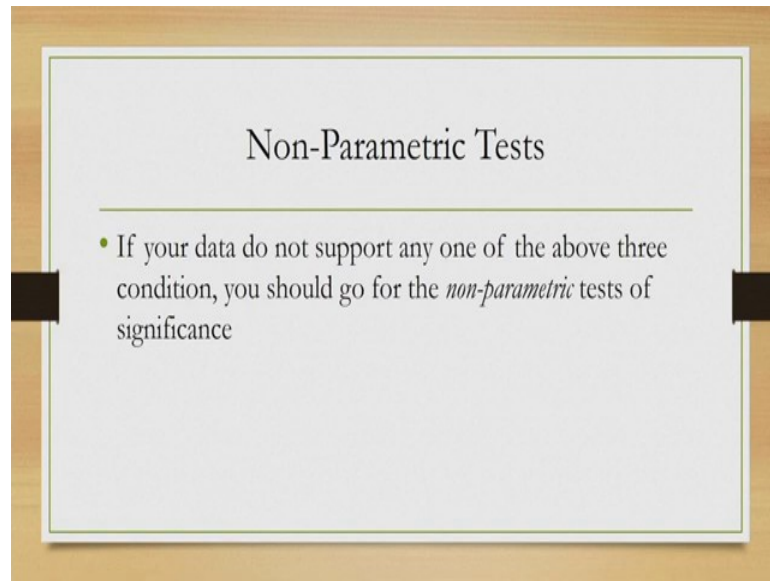 Non-Parametric Tests
• If your data do not support any one of the above three
condition, you should go for the non-parametric tests of
significance